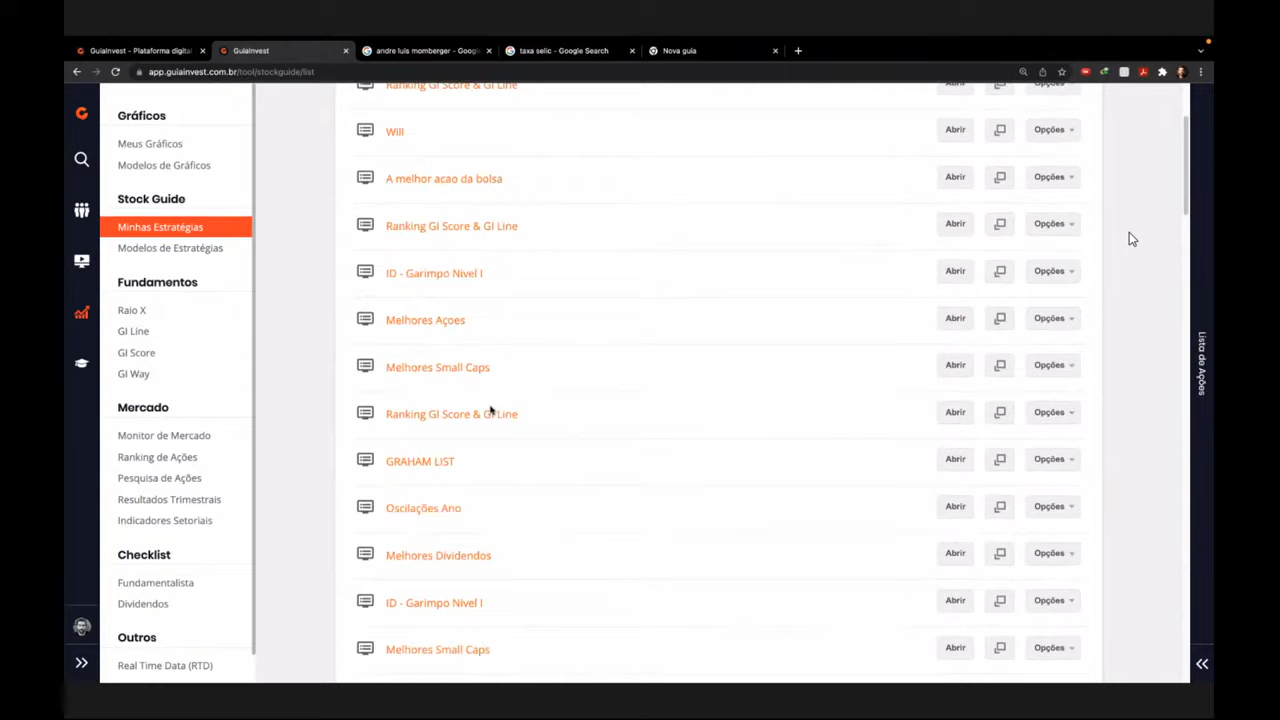 GuiaInvest - Plataforma digital
GuiaInvest
andre luis momberger - Goog
taxa selic - Google Search
Nova guia
app.guiainvest.com.br/tool/stockguide/list
Gráficos
Meus Gráficos
Modelos de Gráficos
Stock Guide
Minhas Estratégias
Modelos de Estratégias
Fundamentos
Raio X
GI Line
GI Score
GI Way
Mercado
Monitor de Mercado
Ranking de Ações
Pesquisa de Ações
Resultados Trimestrais
Indicadores Setoriais
Checklist
Fundamentalista
Dividendos
Outros
Real Time Data (RTD)
Ranking GI Score & GI Line Abrir Opções
Will Abrir Opções
A melhor acao da bolsa Abrir Opções
Ranking GI Score & GI Line Abrir Opções
ID - Garimpo Nivel I Abrir Opções
Melhores Açoes Abrir Opções
Melhores Small Caps Abrir Opções
Ranking GI Score & GI Line Abrir Opções
GRAHAM LIST Abrir Opções
Oscilações Ano Abrir Opções
Melhores Dividendos Abrir Opções
ID - Garimpo Nivel I Abrir Opções
Melhores Small Caps Abrir Opções
Lista de Ações